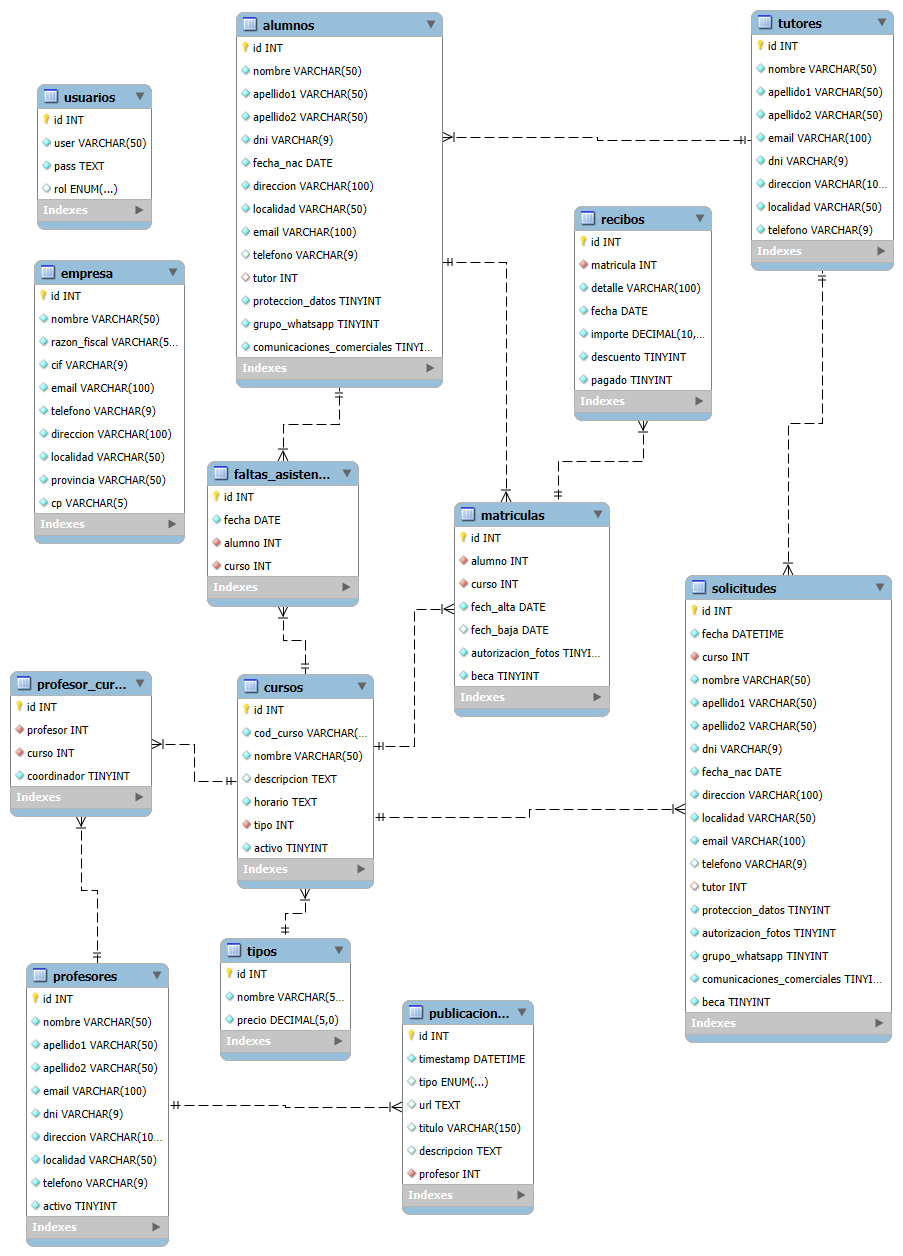 alumnos
id INT
nombre VARCHAR(50)
apellido1 VARCHAR(50)
apellido2 VARCHAR(50)
dni VARCHAR(9)
fecha_nac DATE
direccion VARCHAR(100)
localidad VARCHAR(50)
email VARCHAR(100)
telefono VARCHAR(9)
tutor INT
proteccion_datos TINYINT
grupo_whatsapp TINYINT
comunicaciones_comerciales TINYI...
Indexes
tutores
id INT
nombre VARCHAR(50)
apellido1 VARCHAR(50)
apellido2 VARCHAR(50)
email VARCHAR(100)
dni VARCHAR(9)
direccion VARCHAR(10...
localidad VARCHAR(50)
telefono VARCHAR(9)
Indexes
usuarios
id INT
user VARCHAR(50)
pass TEXT
rol ENUM(...)
Indexes
recibos
id INT
matricula INT
detalle VARCHAR(100)
fecha DATE
importe DECIMAL(10,...
descuento TINYINT
pagado TINYINT
Indexes
empresa
id INT
nombre VARCHAR(50)
razon_fiscal VARCHAR(5...
cif VARCHAR(9)
email VARCHAR(100)
telefono VARCHAR(9)
direccion VARCHAR(100)
localidad VARCHAR(50)
provincia VARCHAR(50)
cp VARCHAR(5)
Indexes
faltas_asisten...
id INT
fecha DATE
alumno INT
curso INT
Indexes
matriculas
id INT
alumno INT
curso INT
fech_alta DATE
fech_baja DATE
autorizacion_fotos TINYI...
beca TINYINT
Indexes
solicitudes
id INT
fecha DATETIME
curso INT
nombre VARCHAR(50)
apellido1 VARCHAR(50)
apellido2 VARCHAR(50)
dni VARCHAR(9)
fecha_nac DATE
direccion VARCHAR(100)
localidad VARCHAR(50)
email VARCHAR(100)
telefono VARCHAR(9)
tutor INT
proteccion_datos TINYINT
autorizacion_fotos TINYINT
grupo_whatsapp TINYINT
comunicaciones_comerciales TINYI...
beca TINYINT
Indexes
profesor_cur...
id INT
profesor INT
curso INT
coordinador TINYINT
Indexes
cursos
id INT
cod_curso VARCHAR(...
nombre VARCHAR(50)
descripcion TEXT
horario TEXT
tipo INT
activo TINYINT
Indexes
tipos
id INT
nombre VARCHAR(5...
precio DECIMAL(5,0)
Indexes
profesores
id INT
nombre VARCHAR(50)
apellido1 VARCHAR(50)
apellido2 VARCHAR(50)
email VARCHAR(100)
dni VARCHAR(9)
direccion VARCHAR(10...
localidad VARCHAR(50)
telefono VARCHAR(9)
activo TINYINT
Indexes
publicacion...
id INT
timestamp DATETIME
tipo ENUM(...)
url TEXT
titulo VARCHAR(150)
descripcion TEXT
profesor INT
Indexes